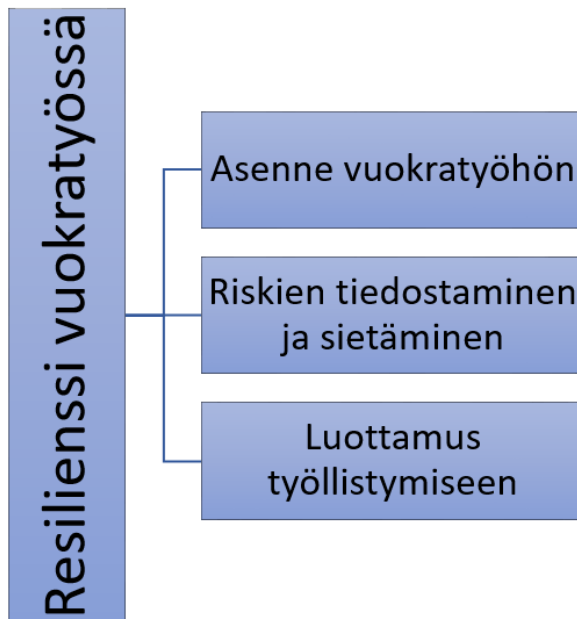 Resilienssi vuokratyössä
Asenne vuokratyöhön
Riskien tiedostaminen
ja sietäminen
Luottamus
työllistymiseen